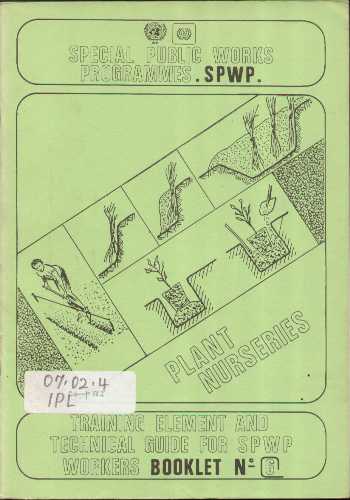 SPECIAL PUBLIC WORKS
PROGRAMMES.SPWP.
PLANT
NURSERIES
07.02.4
IPE
TRAINING ELEMENT AND
TECHNICAL GUIDE FOR SPWP
WORKERS BOOKLET Nº 6